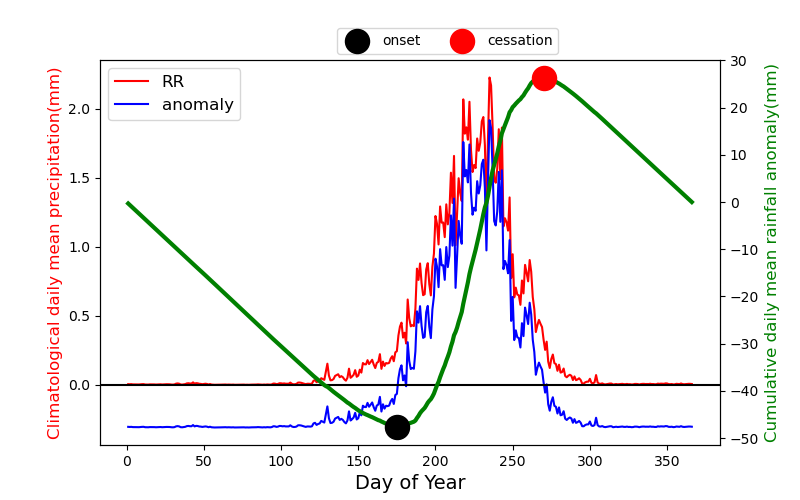 onset cessation
RR
anomaly
Climatological daily mean precipitation(mm)
2.0
1.5
1.0
0.5
0.0
30
20
10
0
−10
−20
−30
−40
−50
Cumulative daily mean rainfall anomaly(mm)
0 50 100 150 200 250 300 350
Day of Year